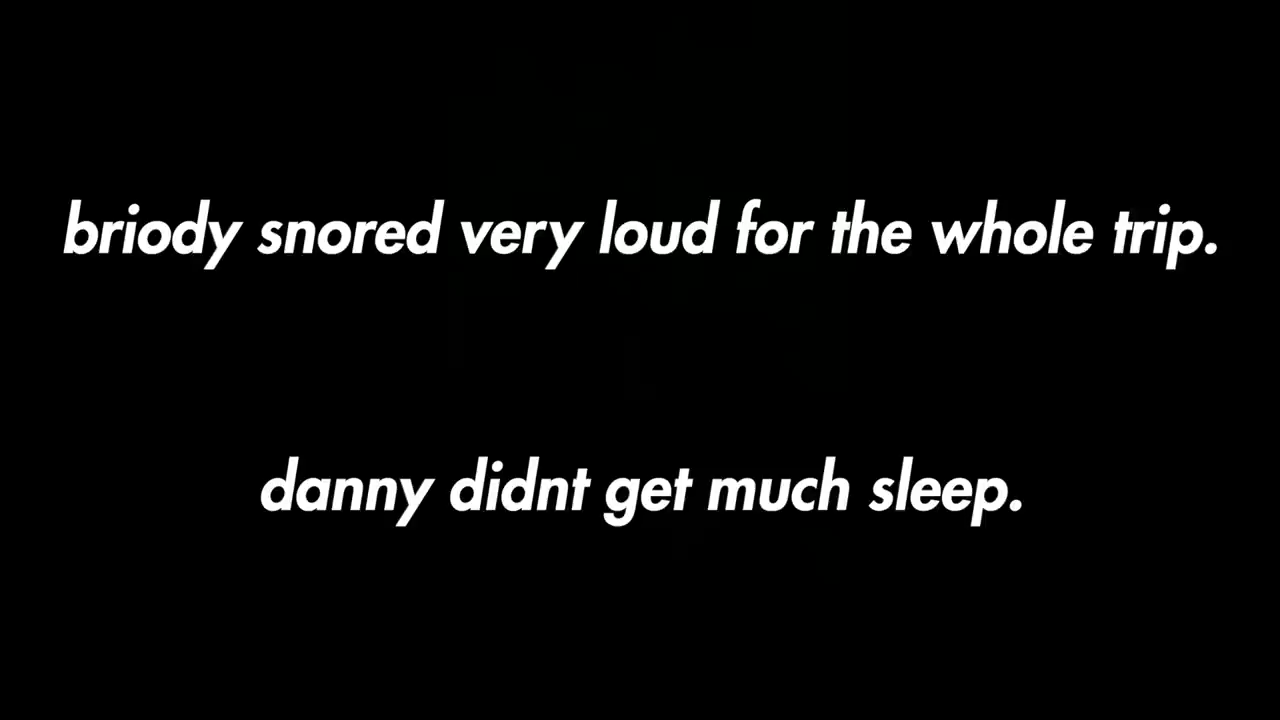 briody snored very loud for the whole trip.
danny didnt get much sleep.